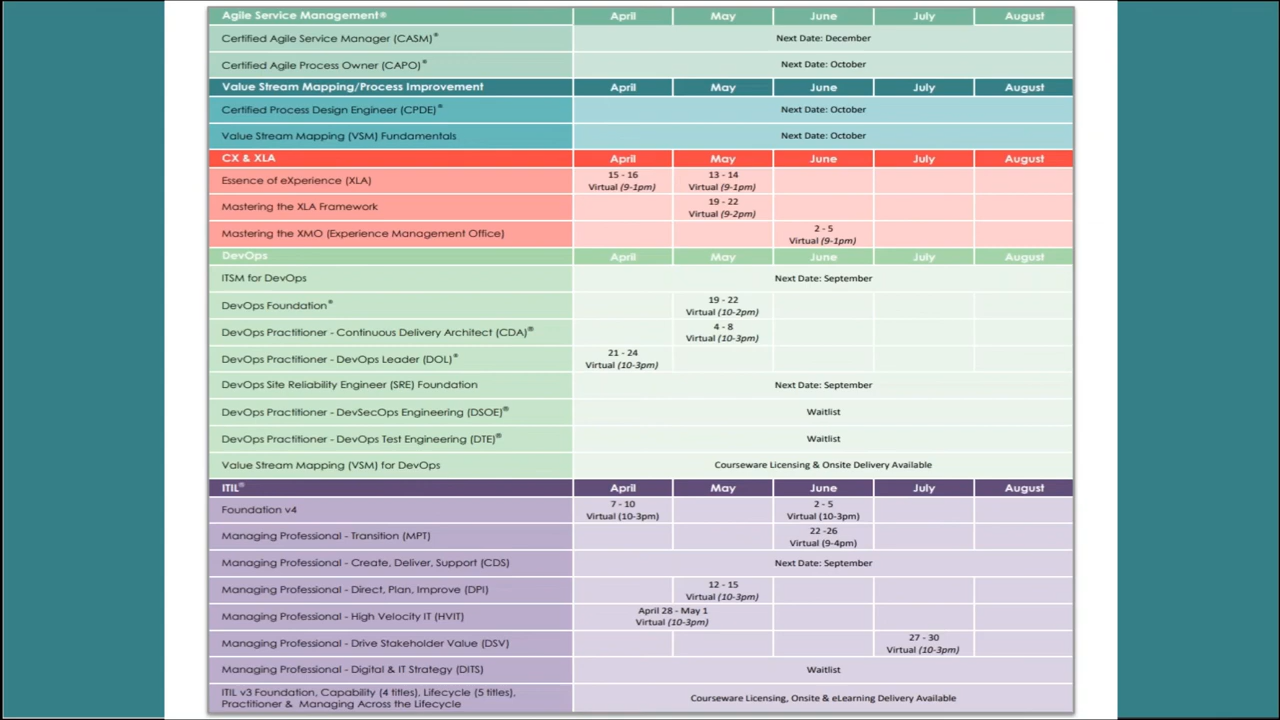 Agile Service Management® April May June July August
Certified Agile Service Manager (CASM)® Next Date: December
Certified Agile Process Owner (CAPO)® Next Date: October
Value Stream Mapping/Process Improvement April May June July August
Certified Process Design Engineer (CPDE)® Next Date: October
Value Stream Mapping (VSM) Fundamentals Next Date: October
CX & XLA April May June July August
Essence of eXperience (XLA) 15 - 16 13 - 14
Virtual (9-1pm) Virtual (9-1pm)
Mastering the XLA Framework 19 - 22
Virtual (9-2pm)
Mastering the XMO (Experience Management Office) 2 - 5
Virtual (9-1pm)
DevOps April May June July August
ITSM for DevOps Next Date: September
DevOps Foundation® 19 - 22
Virtual (10-2pm)
DevOps Practitioner - Continuous Delivery Architect (CDA)® 4 - 8
Virtual (10-3pm)
DevOps Practitioner - DevOps Leader (DOL)® 21 - 24
Virtual (10-3pm)
DevOps Site Reliability Engineer (SRE) Foundation Next Date: September
DevOps Practitioner - DevSecOps Engineering (DSOE)® Waitlist
DevOps Practitioner - DevOps Test Engineering (DTE)® Waitlist
Value Stream Mapping (VSM) for DevOps Courseware Licensing & Onsite Delivery Available
ITIL® April May June July August
Foundation v4 7 - 10 2 - 5
Virtual (10-3pm) Virtual (10-3pm)
Managing Professional - Transition (MPT) 22 -26
Virtual (9-4pm)
Managing Professional - Create, Deliver, Support (CDS) Next Date: September
Managing Professional - Direct, Plan, Improve (DPI) 12 - 15
Virtual (10-3pm)
Managing Professional - High Velocity IT (HVIT) April 28 - May 1
Virtual (10-3pm)
Managing Professional - Drive Stakeholder Value (DSV) 27 - 30
Virtual (10-3pm)
Managing Professional - Digital & IT Strategy (DITS) Waitlist
ITIL v3 Foundation, Capability (4 titles), Lifecycle (5 titles), Courseware Licensing, Onsite & eLearning Delivery Available
Practitioner & Managing Across the Lifecycle